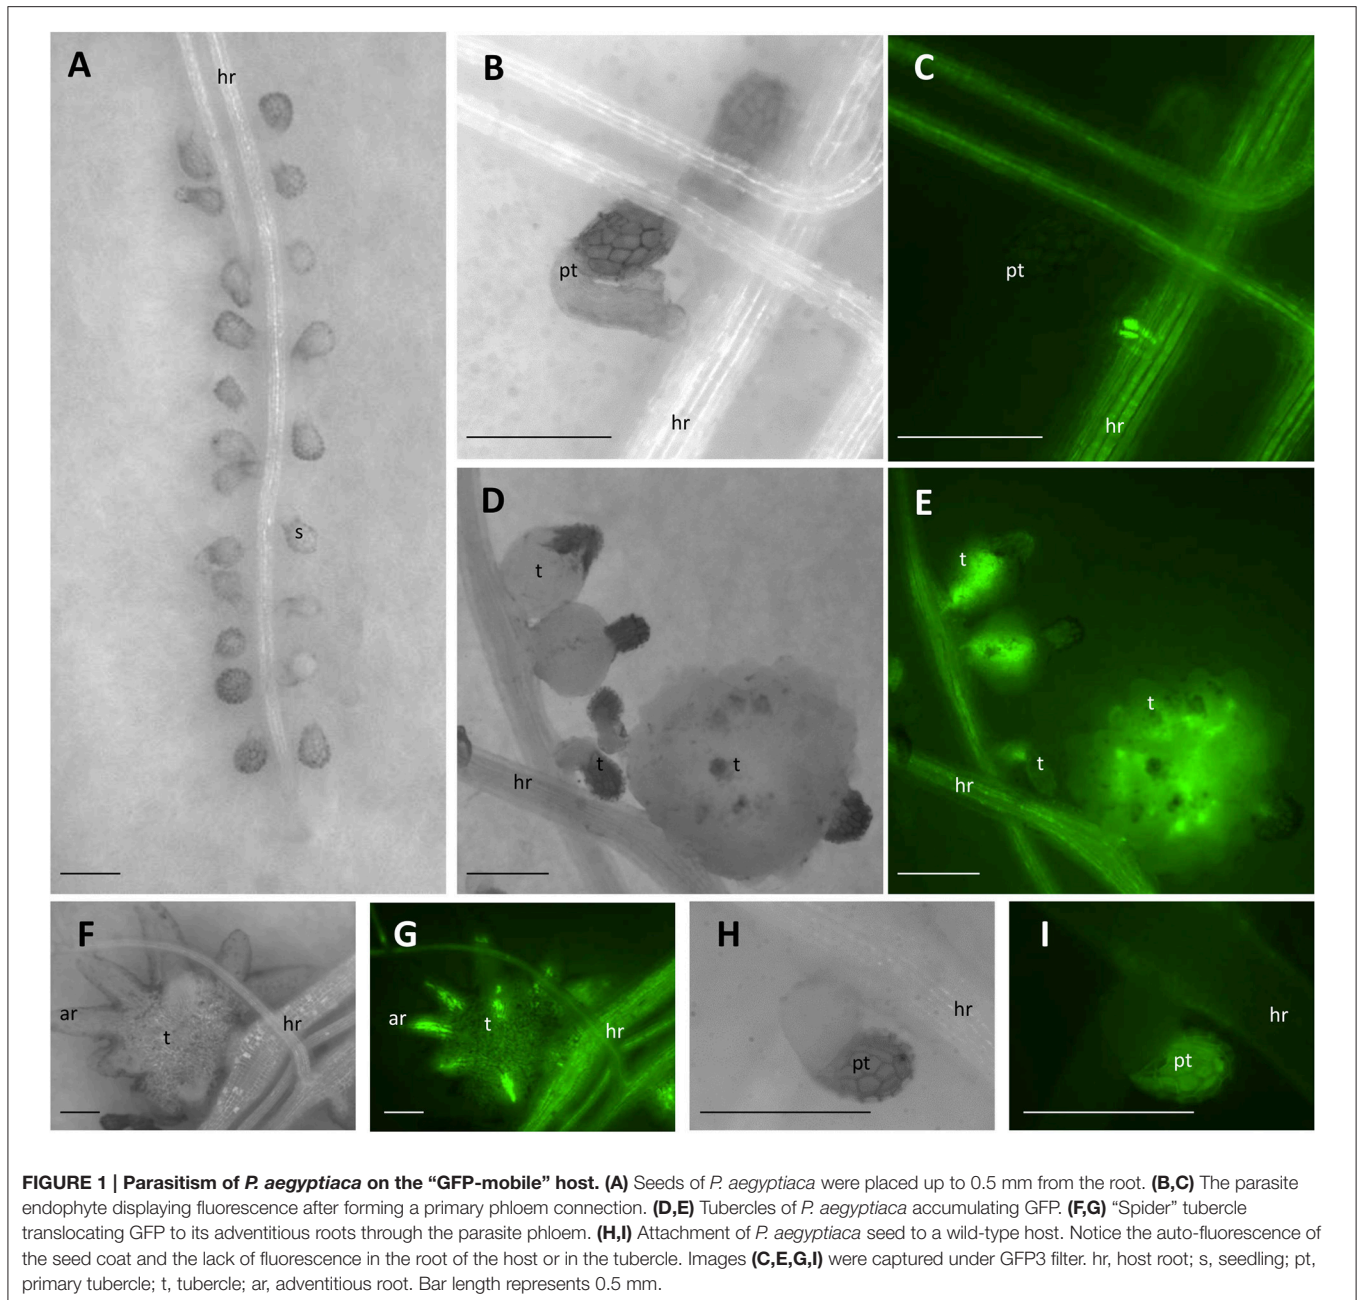 A
hr
s
B
pt
hr
C
pt
hr
D
t
t
t
hr
E
t
t
t
hr
F
ar
t
hr
G
ar
t
hr
H
hr
pt
I
hr
pt
FIGURE 1 | Parasitism of P. aegyptiaca on the “GFP-mobile” host. (A) Seeds of P. aegyptiaca were placed up to 0.5 mm from the root. (B,C) The parasite
endophyte displaying fluorescence after forming a primary phloem connection. (D,E) Tubercles of P. aegyptiaca accumulating GFP. (F,G) “Spider” tubercle
translocating GFP to its adventitious roots through the parasite phloem. (H,I) Attachment of P. aegyptiaca seed to a wild-type host. Notice the auto-fluorescence of
the seed coat and the lack of fluorescence in the root of the host or in the tubercle. Images (C,E,G,I) were captured under GFP3 filter. hr, host root; s, seedling; pt,
primary tubercle; t, tubercle; ar, adventitious root. Bar length represents 0.5 mm.